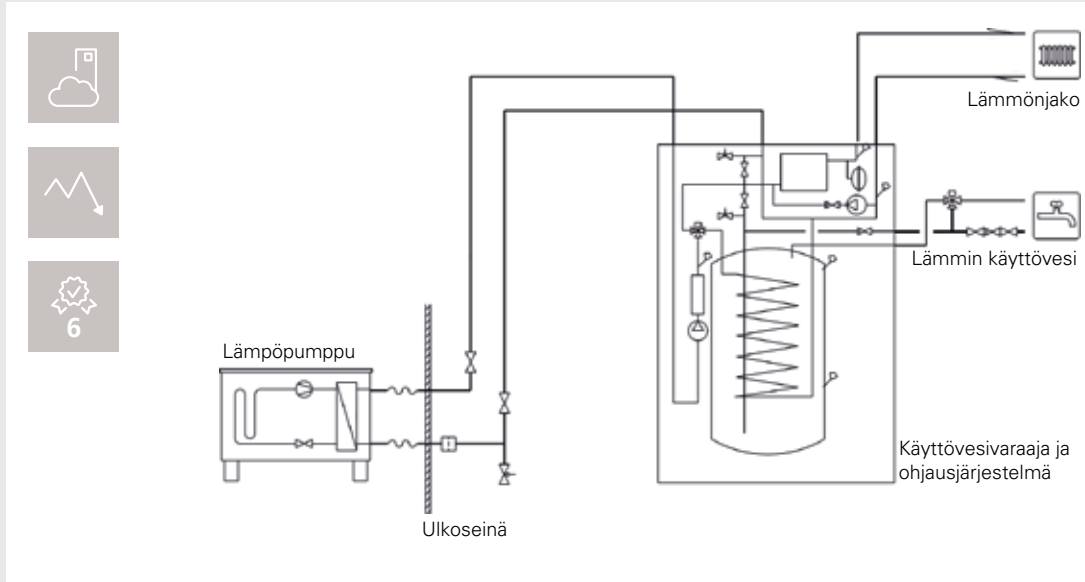 Lämmönjako
Lämmin käyttövesi
6
Lämpöpumppu
Käyttövesivaraaja ja
ohjausjärjestelmä
Ulkoseinä